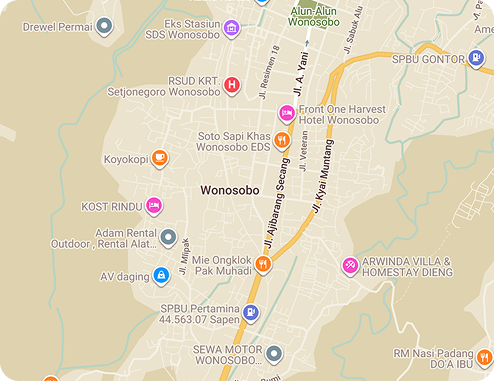 Drewel Permai
Eks Stasiun
SDS Wonosobo
Alun-Alun
Wonosobo
Jl. Sabuk Alu
SPBU GONTOR
Jl. Resimen 18
Jl. A. Yani
RSUD KRT.
Setjonegoro Wonosobo
Front One Harvest
Hotel Wonosobo
Soto Sapi Khas
Wonosobo EDS
Jl. Veteran
Koyokopi
Jl. Kyai Muntang
Wonosobo
KOST RINDU
Jl. Ajibarang Secang
Adam Rental
Outdoor , Rental Alat...
Jl. Mlipak
Mie Ongklok
Pak Muhadi
ARWINDA VILLA &
HOMESTAY DIENG
AV daging
SPBU Pertamina
44.563.07 Sapen
SEWA MOTOR
WONOSOBO...
RM Nasi Padang
DO'A IBU